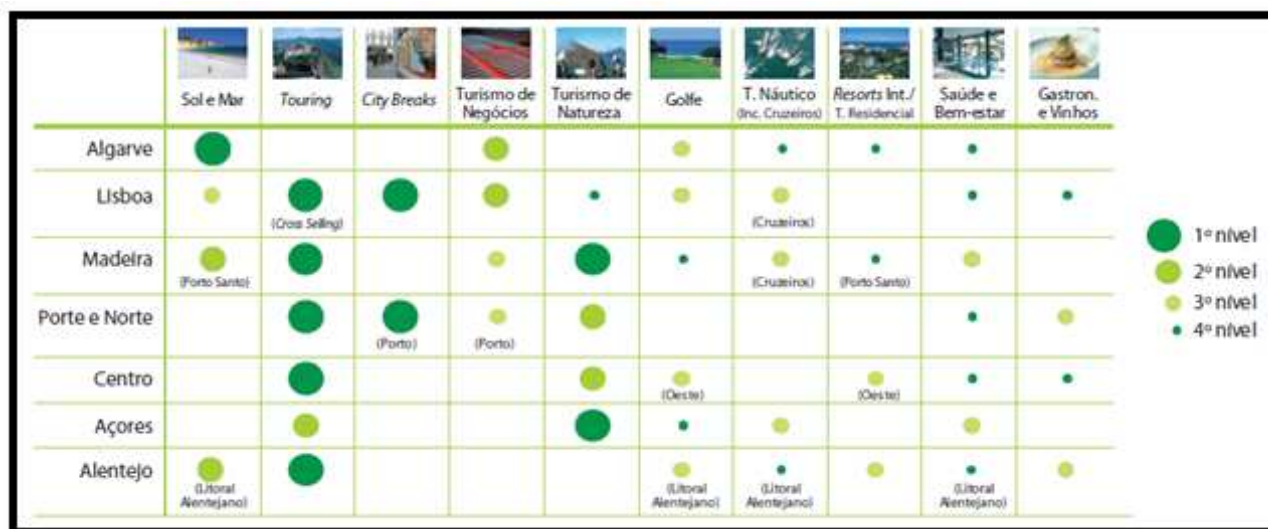 Sol e Mar
Touring
City Breaks
Turismo de
Negócios
Turismo de
Natureza
Golfe
T. Náutico
(Inc. Cruzeiros)
Resorts Int./
T. Residencial
Saúde e
Bem-estar
Gastron.
e Vinhos
Algarve
Lisboa
(Cross Selling)
(Cruzeiros)
Madeira
(Porto Santo)
(Cruzeiros)
(Porto Santo)
Porte e Norte
(Porto)
(Porto)
Centro
(Oeste)
(Oeste)
Açores
Alentejo
(Litoral
Alentejano)
(Litoral
Alentejano)
(Litoral
Alentejano)
(Litoral
Alentejano)
1º nível
2º nível
3º nível
4º nível